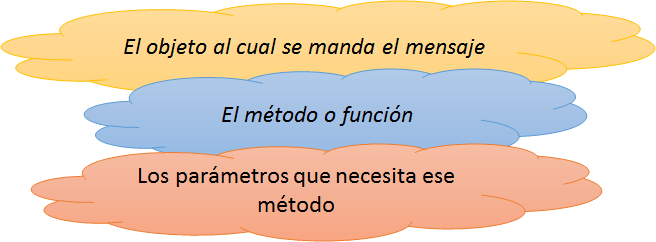 El objeto al cual se manda el mensaje
El método o función
Los parámetros que necesita ese
método